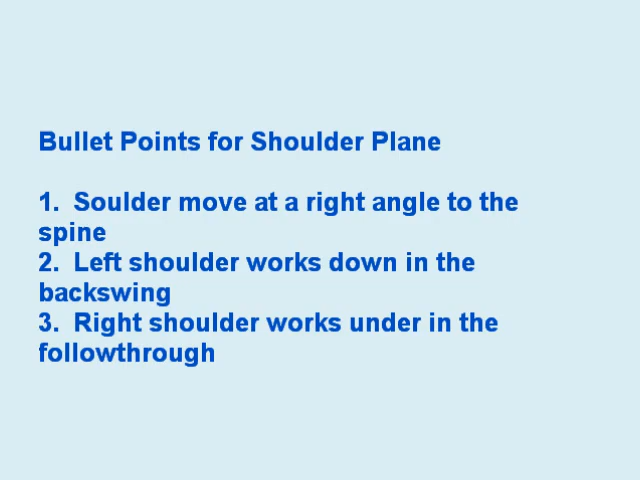 Bullet Points for Shoulder Plane
1. Soulder move at a right angle to the
spine
2. Left shoulder works down in the
backswing
3. Right shoulder works under in the
followthrough